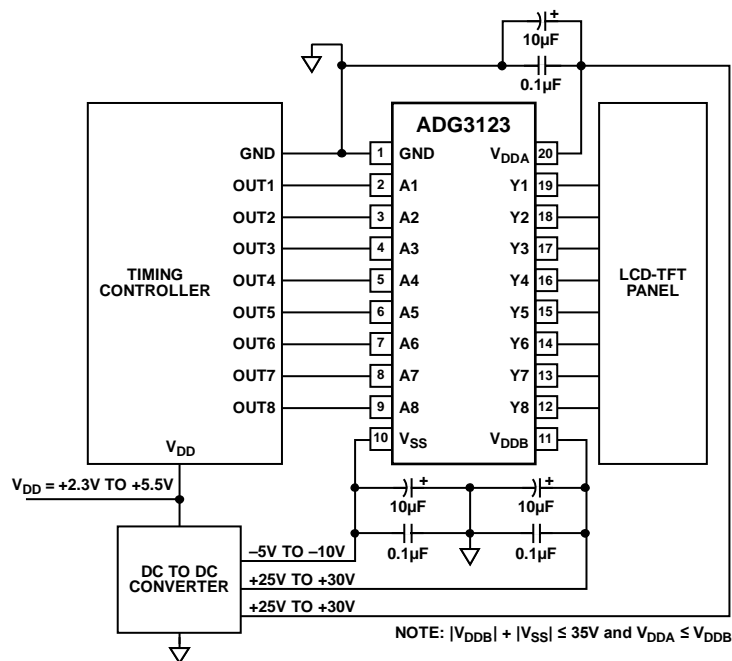 10µF
+
0.1µF
ADG3123
GND 1 GND VDDA 20
OUT1 2 A1 Y1 19
OUT2 3 A2 Y2 18
OUT3 4 A3 Y3 17
OUT4 5 A4 Y4 16
OUT5 6 A5 Y5 15
OUT6 7 A6 Y6 14
OUT7 8 A7 Y7 13
OUT8 9 A8 Y8 12
10 VSS VDDB 11
TIMING
CONTROLLER
LCD-TFT
PANEL
VDD
VDD = +2.3V TO +5.5V
+ +
10µF 10µF
0.1µF 0.1µF
DC TO DC
CONVERTER
–5V TO –10V
+25V TO +30V
+25V TO +30V
NOTE: |VDDB| + |VSS| ≤ 35V and VDDA ≤ VDDB